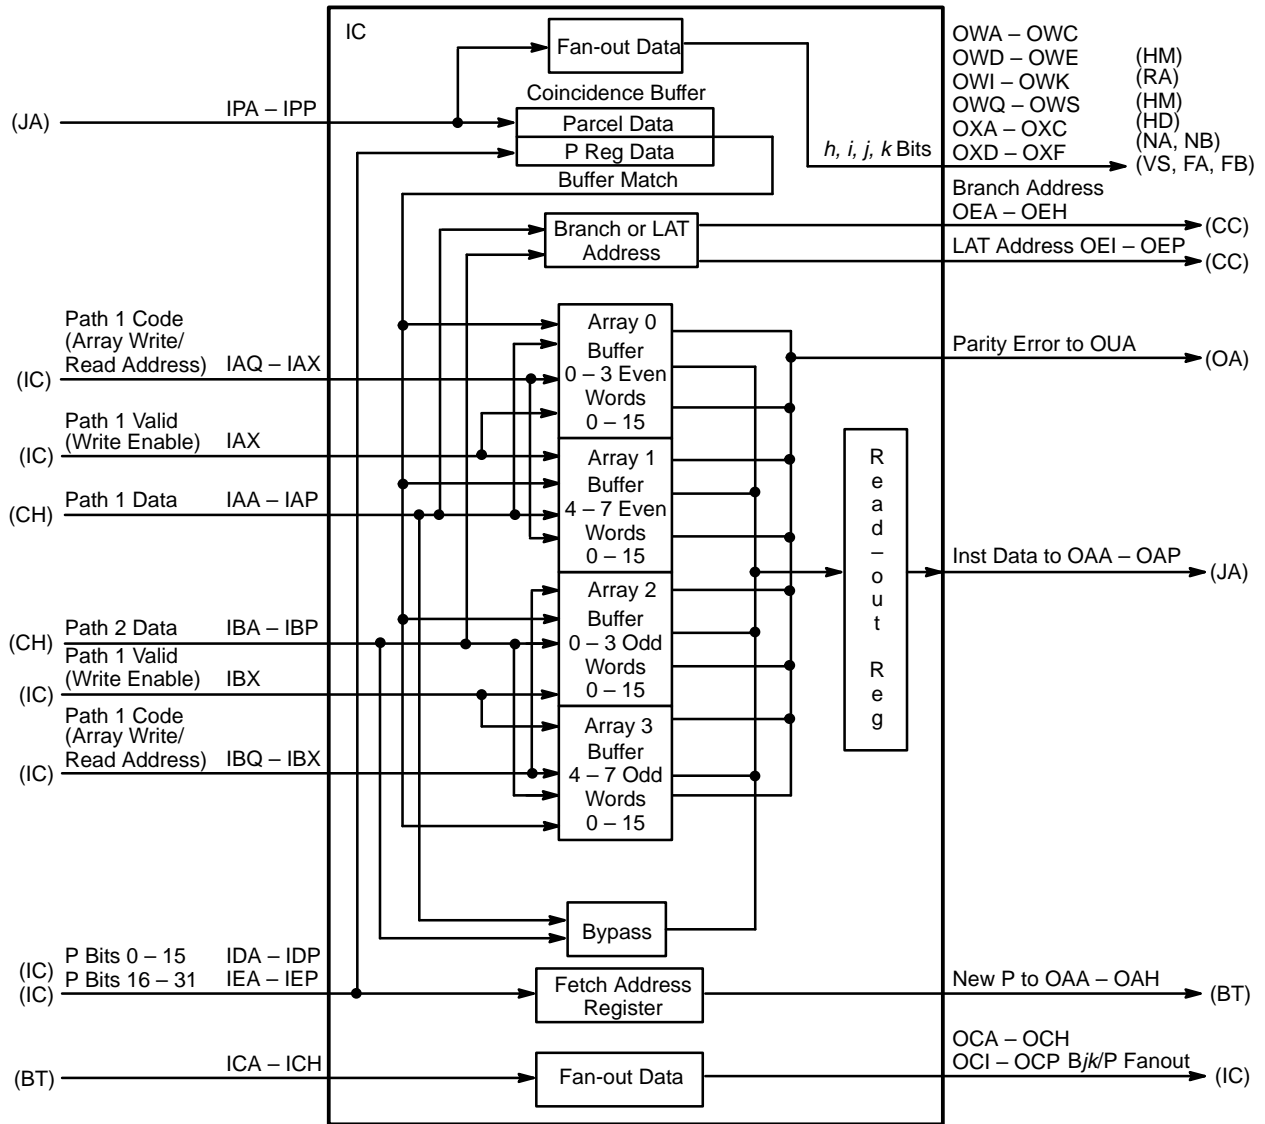 IC
Fan-out Data
Coincidence Buffer
Parcel Data
P Reg Data
Buffer Match
(JA)
IPA – IPP
h, i, j, k Bits
OWA – OWC
OWD – OWE (HM)
OWI – OWK (RA)
OWQ – OWS (HM)
OXA – OXC (HD)
OXD – OXF (NA, NB)
(VS, FA, FB)
Branch or LAT
Address
Branch Address
OEA – OEH
(CC)
LAT Address OEI – OEP
(CC)
Path 1 Code
(Array Write/
Read Address) IAQ – IAX
(IC)
Path 1 Valid
(Write Enable) IAX
(IC)
(CH) Path 1 Data IAA – IAP
(CH) Path 2 Data IBA – IBP
Path 1 Valid
(Write Enable) IBX
(IC)
Path 1 Code
(Array Write/
Read Address) IBQ – IBX
(IC)
Array 0
Buffer
0 – 3 Even
Words
0 – 15
Array 1
Buffer
4 – 7 Even
Words
0 – 15
Array 2
Buffer
0 – 3 Odd
Words
0 – 15
Array 3
Buffer
4 – 7 Odd
Words
0 – 15
Parity Error to OUA
(OA)
Read–out Reg
Inst Data to OAA – OAP
(JA)
Bypass
(IC) P Bits 0 – 15 IDA – IDP
(IC) P Bits 16 – 31 IEA – IEP
Fetch Address
Register
New P to OAA – OAH
(BT)
(BT)
ICA – ICH
Fan-out Data
OCA – OCH
OCI – OCP Bjk/P Fanout
(IC)